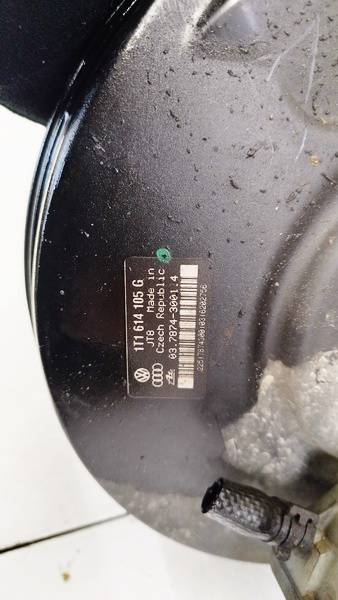 1T1 614 105 G
JT8 Made in
Czech Republic
03.7874-3001.4